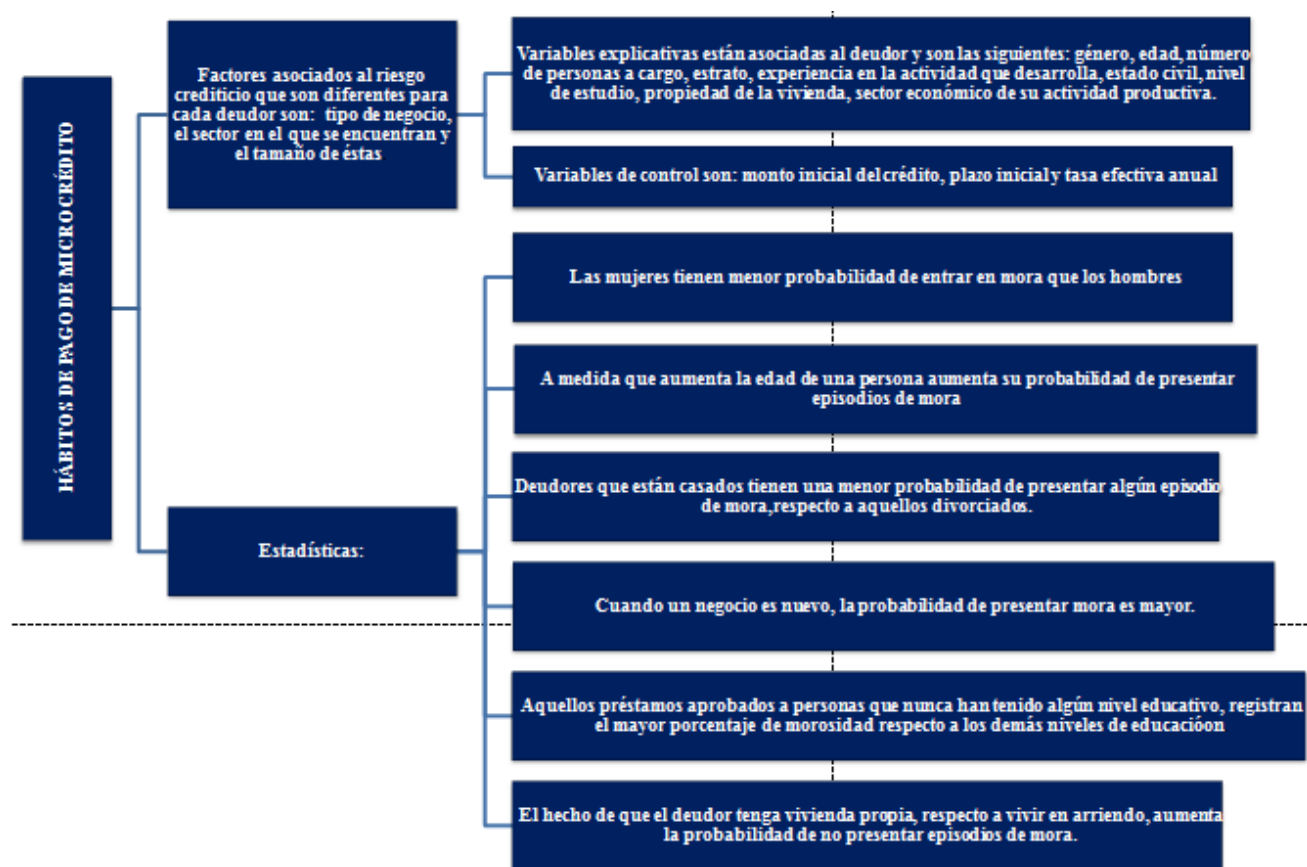 HÁBITOS DE PAGO DE MICROCRÉDITO
Factores asociados al riesgo
crediticio que son diferentes para
cada deudor son: tipo de negocio,
el sector en el que se encuentran y
el tamaño de éstas
Variables explicativas están asociadas al deudor y son las siguientes: género, edad, número
de personas a cargo, estrato, experiencia en la actividad que desarrolla, estado civil, nivel
de estudio, propiedad de la vivienda, sector económico de su actividad productiva.
Variables de control son: monto inicial del crédito, plazo inicial y tasa efectiva anual
Estadísticas:
Las mujeres tienen menor probabilidad de entrar en mora que los hombres
A medida que aumenta la edad de una persona aumenta su probabilidad de presentar
episodios de mora
Deudores que están casados tienen una menor probabilidad de presentar algún episodio
de mora,respecto a aquellos divorciados.
Cuando un negocio es nuevo, la probabilidad de presentar mora es mayor.
Aquellos préstamos aprobados a personas que nunca han tenido algún nivel educativo, registran
el mayor porcentaje de morosidad respecto a los demás niveles de educacióon
El hecho de que el deudor tenga vivienda propia, respecto a vivir en arriendo, aumenta
la probabilidad de no presentar episodios de mora.